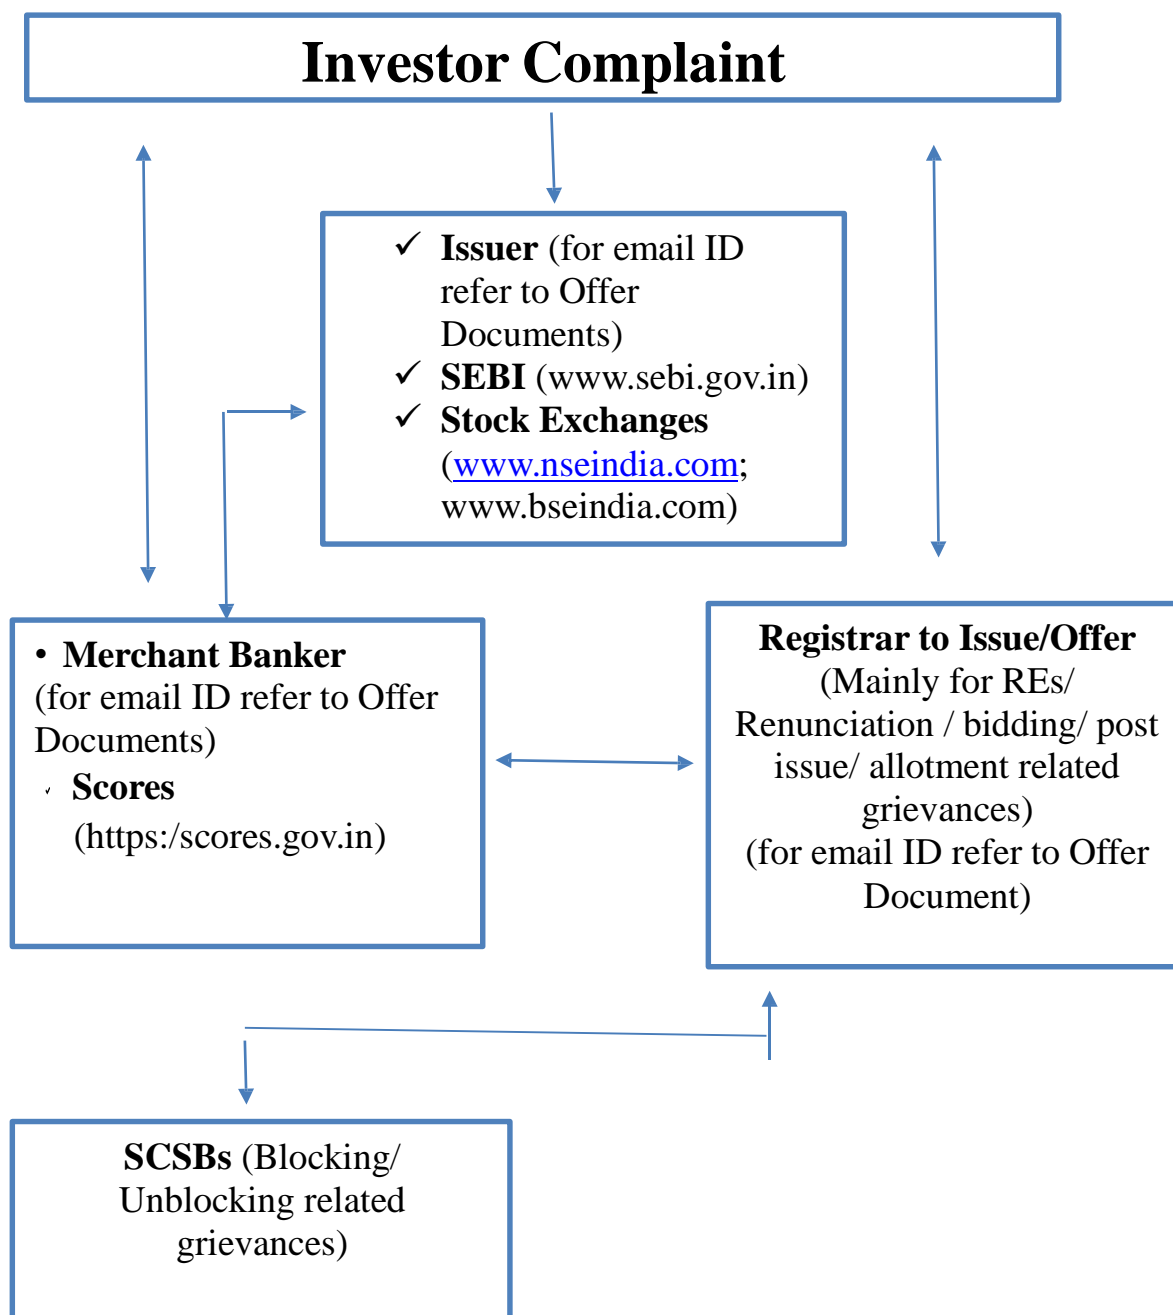 Investor Complaint
✓ Issuer (for email ID
refer to Offer
Documents)
✓ SEBI (www.sebi.gov.in)
✓ Stock Exchanges
(www.nseindia.com;
www.bseindia.com)
• Merchant Banker
(for email ID refer to Offer
Documents)
✓ Scores
(https:/scores.gov.in)
Registrar to Issue/Offer
(Mainly for REs/
Renunciation / bidding/ post
issue/ allotment related
grievances)
(for email ID refer to Offer
Document)
SCSBs (Blocking/
Unblocking related
grievances)